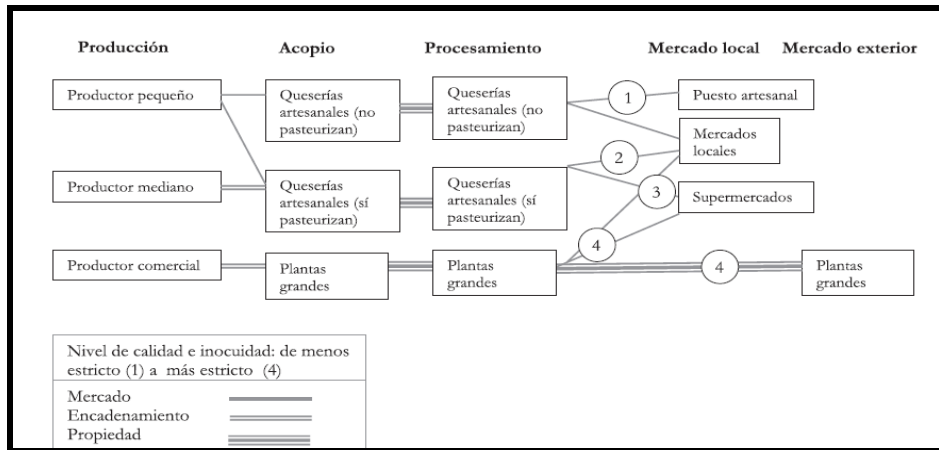 Producción
Acopio
Procesamiento
Mercado local
Mercado exterior
Productor pequeño
Queserías
artesanales (no
pasteurizan)
Queserías
artesanales (no
pasteurizan)
1
Puesto artesanal
Mercados
locales
Productor mediano
Queserías
artesanales (sí
pasteurizan)
Queserías
artesanales (sí
pasteurizan)
2
3
Supermercados
Productor comercial
Plantas
grandes
Plantas
grandes
4
4
Plantas
grandes
Nivel de calidad e inocuidad: de menos
estricto (1) a más estricto (4)
Mercado
Encadenamiento
Propiedad